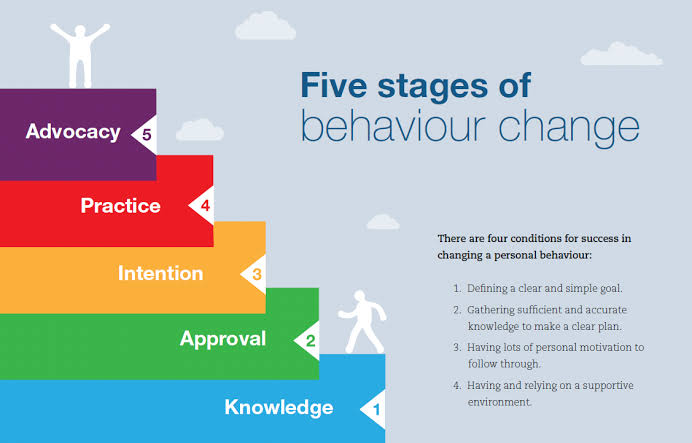 Five stages of
behaviour change
Advocacy 5
Practice 4
Intention 3
Approval 2
Knowledge 1
There are four conditions for success in
changing a personal behaviour:
1. Defining a clear and simple goal.
2. Gathering sufficient and accurate
knowledge to make a clear plan.
3. Having lots of personal motivation to
follow through.
4. Having and relying on a supportive
environment.